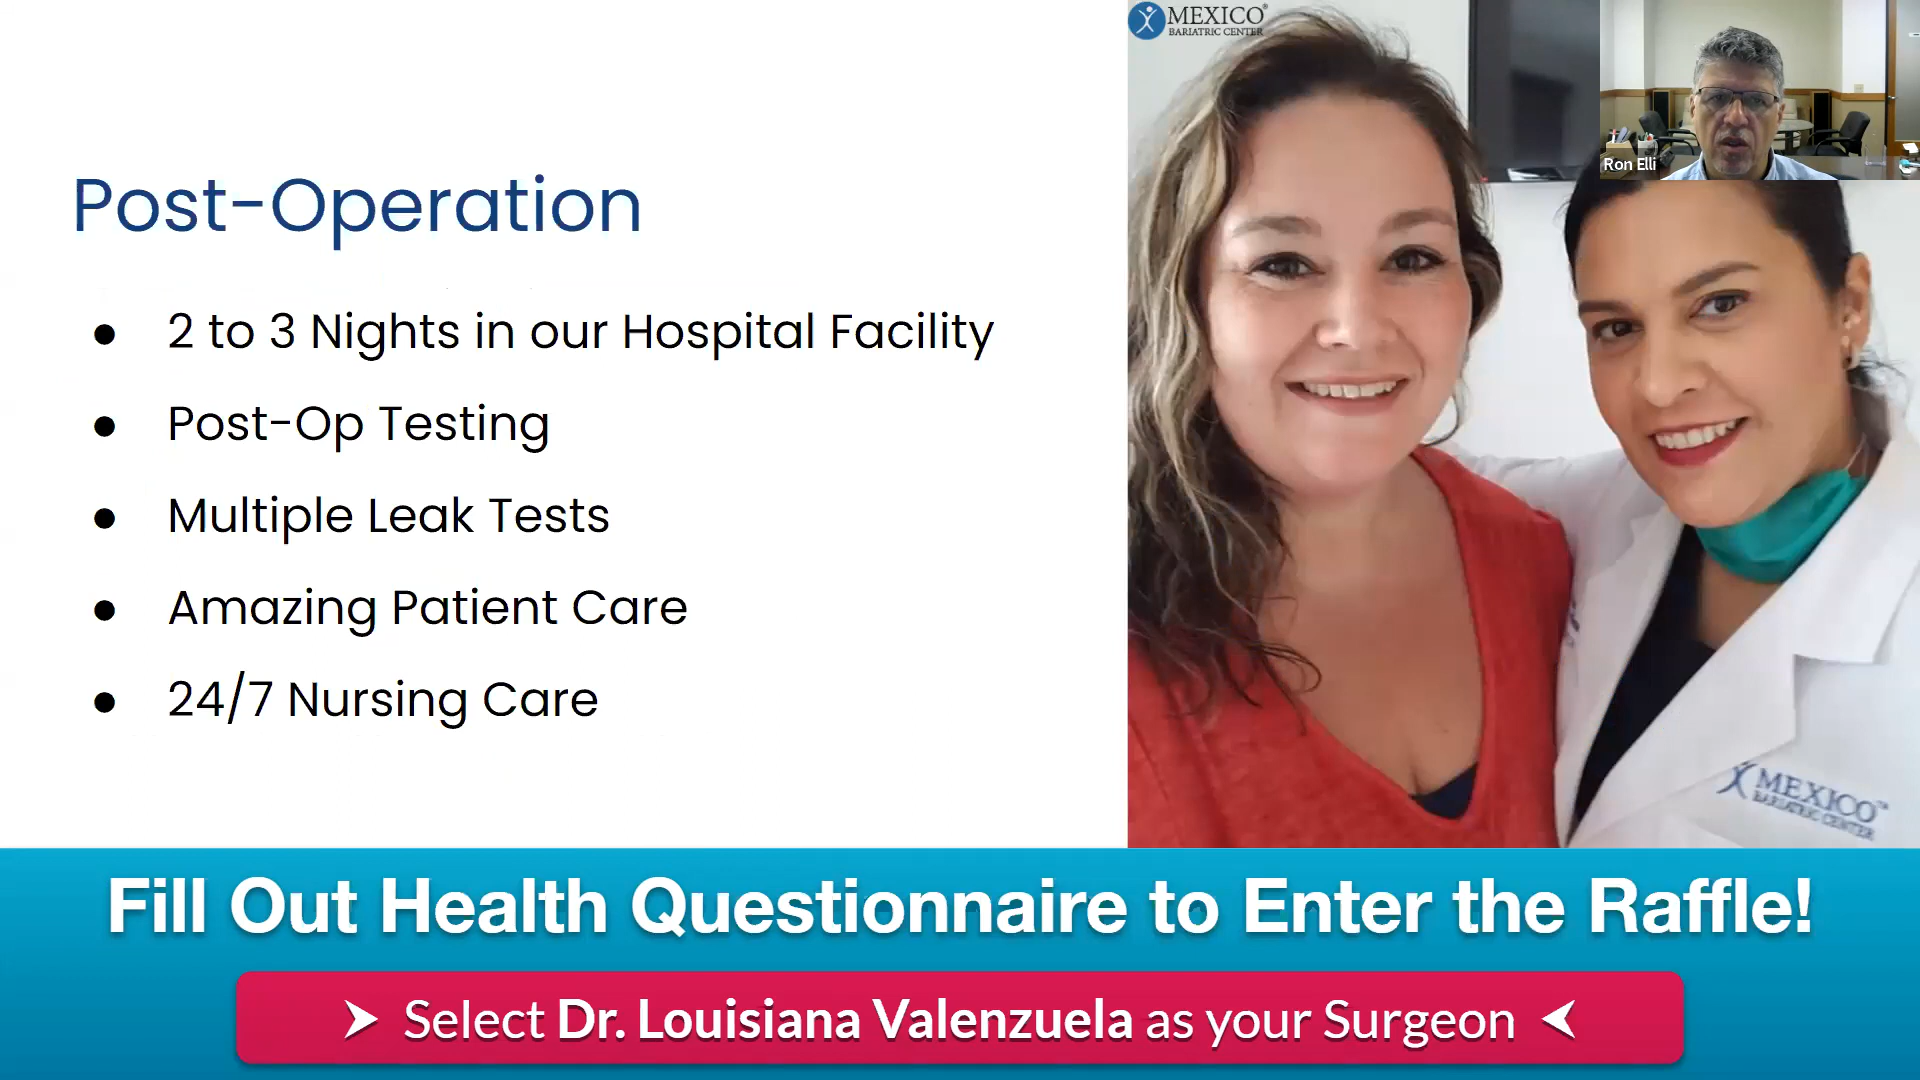 MEXICO
BARIATRIC CENTER
Ron Elli
Post-Operation
● 2 to 3 Nights in our Hospital Facility
● Post-Op Testing
● Multiple Leak Tests
● Amazing Patient Care
● 24/7 Nursing Care
MEXICO
BARIATRIC CENTER
Fill Out Health Questionnaire to Enter the Raffle!
➤ Select Dr. Louisiana Valenzuela as your Surgeon ⮜